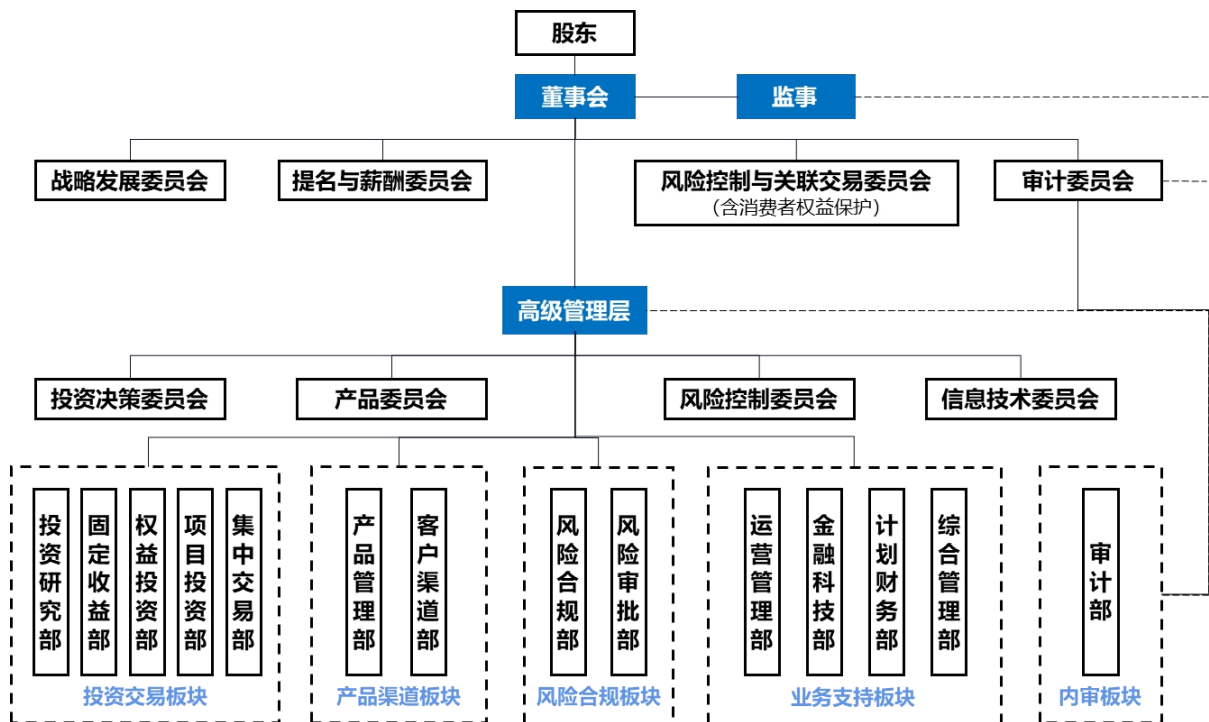 股东
董事会
监事
战略发展委员会
提名与薪酬委员会
风险控制与关联交易委员会
（含消费者权益保护）
审计委员会
高级管理层
投资决策委员会
产品委员会
风险控制委员会
信息技术委员会
投资研究部
固定收益部
权益投资部
项目投资部
集中交易部
投资交易板块
产品管理部
客户渠道部
产品渠道板块
风险合规部
风险审批部
风险合规板块
运营管理部
金融科技部
计划财务部
综合管理部
业务支持板块
审计部
内审板块